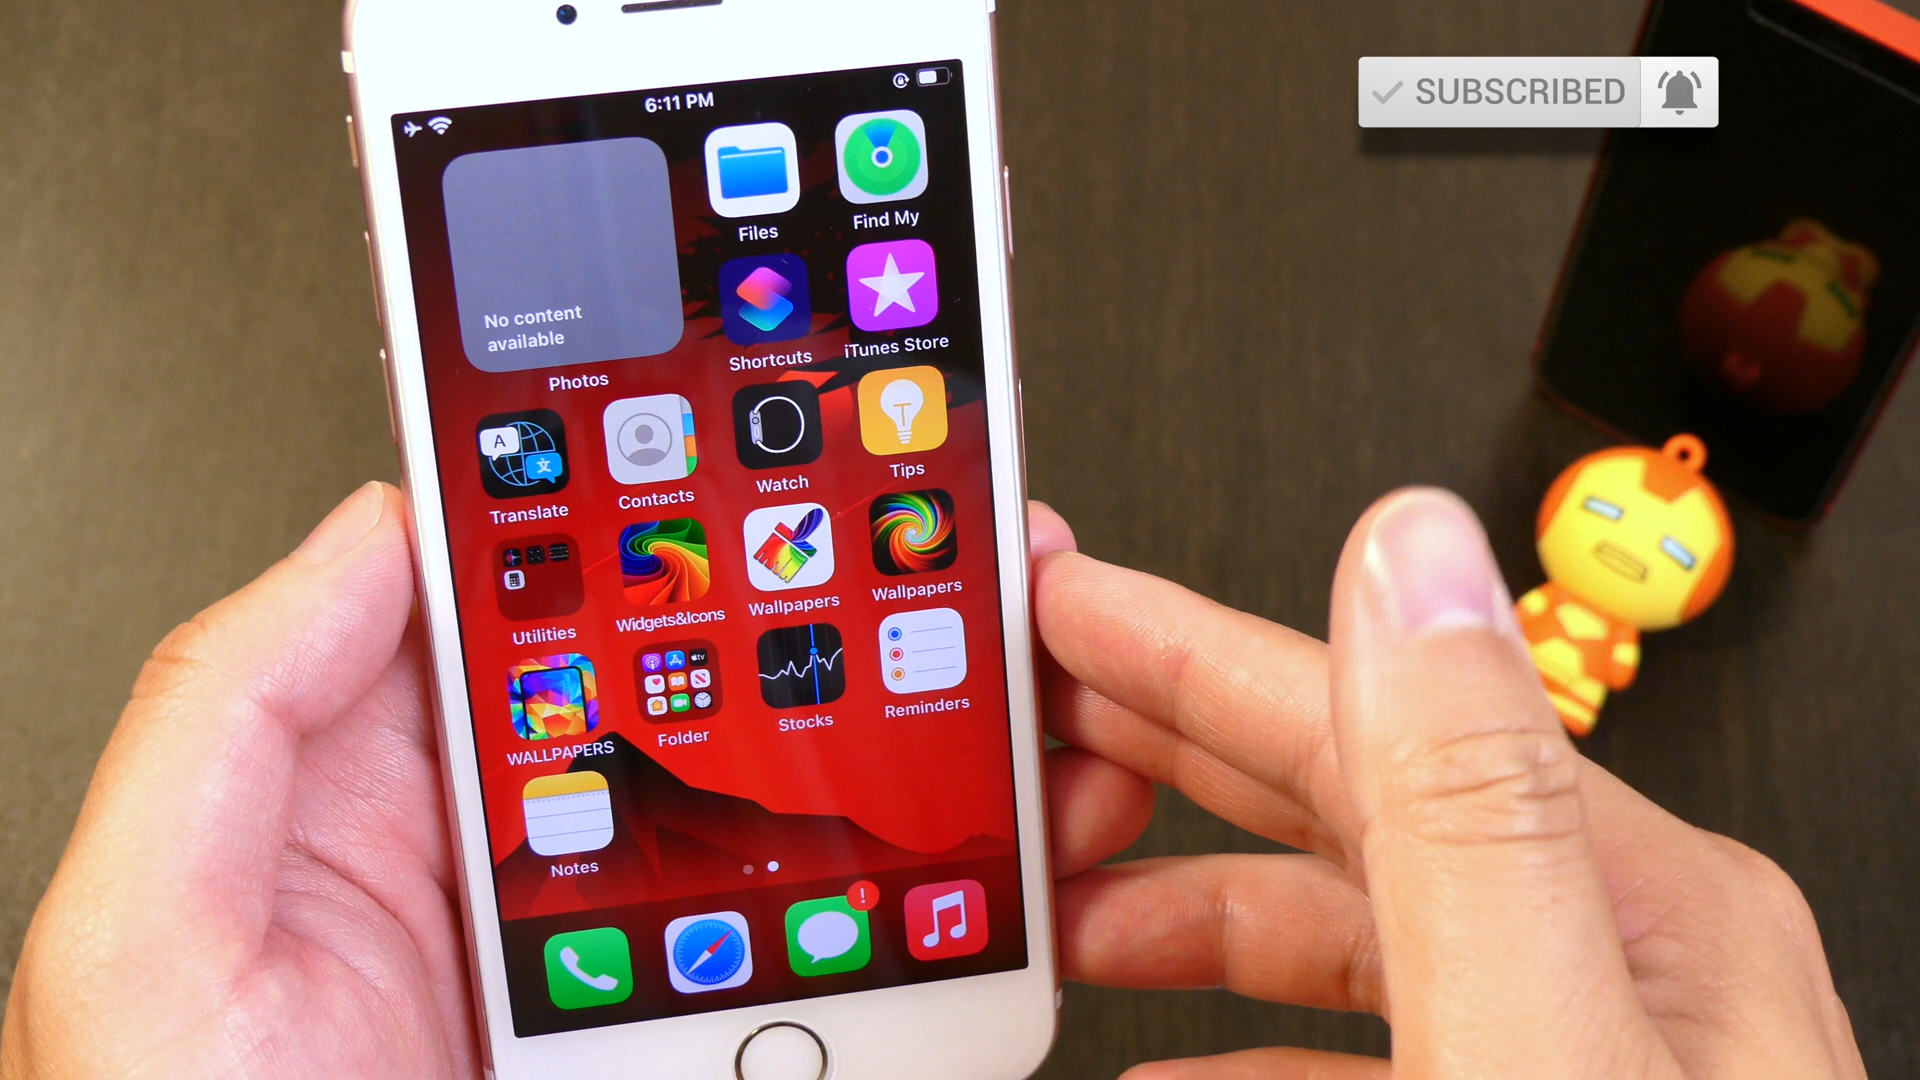 SUBSCRIBED
6:11 PM
No content
available
Photos
Files
Find My
Shortcuts
iTunes Store
A
文
Translate
Contacts
Watch
T
Tips
Utilities
Widgets&Icons
Wallpapers
Wallpapers
WALLPAPERS
Folder
Stocks
Reminders
Notes
!